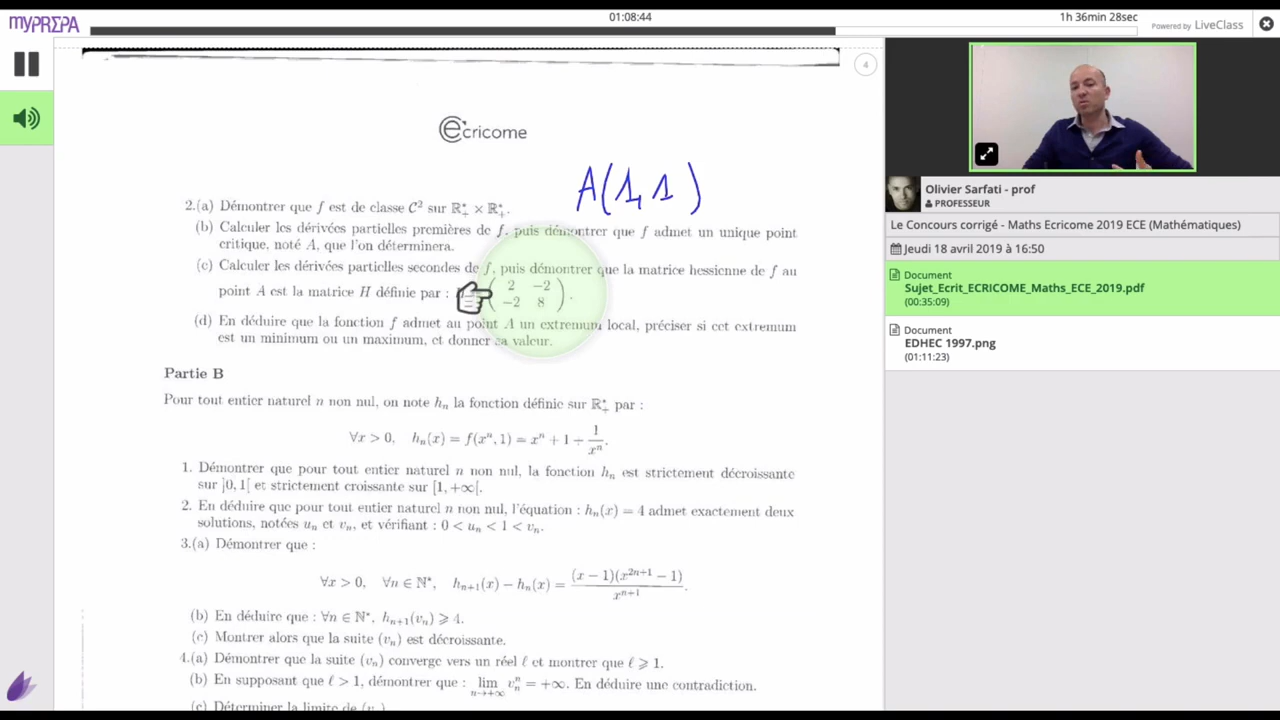 myPREPA
01:08:44
1h 36min 28sec
Powered by LiveClass
4
ecricome
A(1,1)
2.(a) Démontrer que f est de classe C² sur ℝ₊* × ℝ₊*.
(b) Calculer les dérivées partielles premières de f, puis démontrer que f admet un unique point
critique, noté A, que l'on déterminera.
(c) Calculer les dérivées partielles secondes de f, puis démontrer que la matrice hessienne de f au
point A est la matrice H définie par : ( 2 −2
−2 8 ).
(d) En déduire que la fonction f admet au point A un extremum local, préciser si cet extremum
est un minimum ou un maximum, et donner sa valeur.
Partie B
Pour tout entier naturel n non nul, on note hₙ la fonction définie sur ℝ₊* par :
∀x > 0, hₙ(x) = f(xⁿ, 1) = xⁿ + 1 + 1/xⁿ.
1. Démontrer que pour tout entier naturel n non nul, la fonction hₙ est strictement décroissante
sur ]0, 1[ et strictement croissante sur [1, +∞[.
2. En déduire que pour tout entier naturel n non nul, l'équation : hₙ(x) = 4 admet exactement deux
solutions, notées uₙ et vₙ, et vérifiant : 0 < uₙ < 1 < vₙ.
3.(a) Démontrer que :
∀x > 0, ∀n ∈ ℕ*, hₙ₊₁(x) − hₙ(x) = (x − 1)(x²ⁿ⁺¹ − 1)/xⁿ⁺¹.
(b) En déduire que : ∀n ∈ ℕ*, hₙ₊₁(vₙ) ⩾ 4.
(c) Montrer alors que la suite (vₙ) est décroissante.
4.(a) Démontrer que la suite (vₙ) converge vers un réel ℓ et montrer que ℓ ⩾ 1.
(b) En supposant que ℓ > 1, démontrer que : lim n→+∞ vₙⁿ = +∞. En déduire une contradiction.
(c) Déterminer la limite de (v
Olivier Sarfati - prof
PROFESSEUR
Le Concours corrigé - Maths Ecricome 2019 ECE (Mathématiques)
Jeudi 18 avril 2019 à 16:50
Document
Sujet_Ecrit_ECRICOME_Maths_ECE_2019.pdf
(00:35:09)
Document
EDHEC 1997.png
(01:11:23)